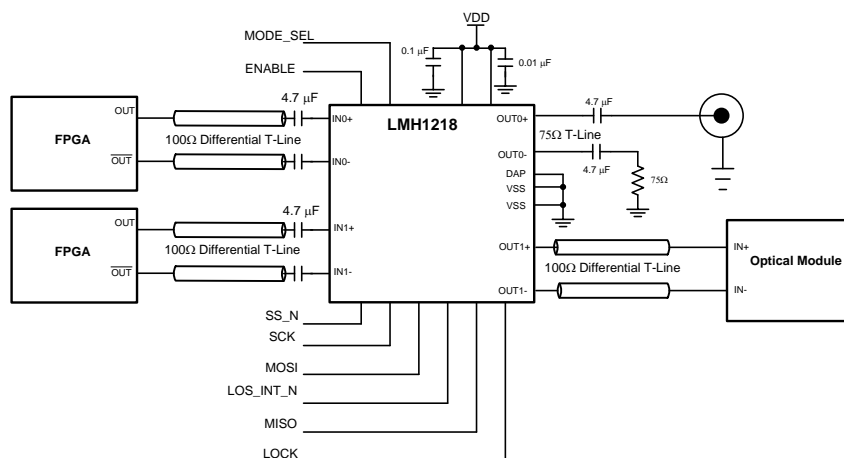 VDD
MODE_SEL
0.1 μF
0.01 μF
ENABLE
4.7 μF
4.7 μF
OUT
IN0+
LMH1218
OUT0+
FPGA
100Ω Differential T-Line
75Ω T-Line
OUT
IN0-
OUT0-
4.7 μF
75Ω
DAP
VSS
VSS
4.7 μF
OUT
IN1+
OUT1+
IN+
FPGA
100Ω Differential T-Line
100Ω Differential T-Line
Optical Module
OUT
IN1-
OUT1-
IN-
SS_N
SCK
MOSI
LOS_INT_N
MISO
LOCK